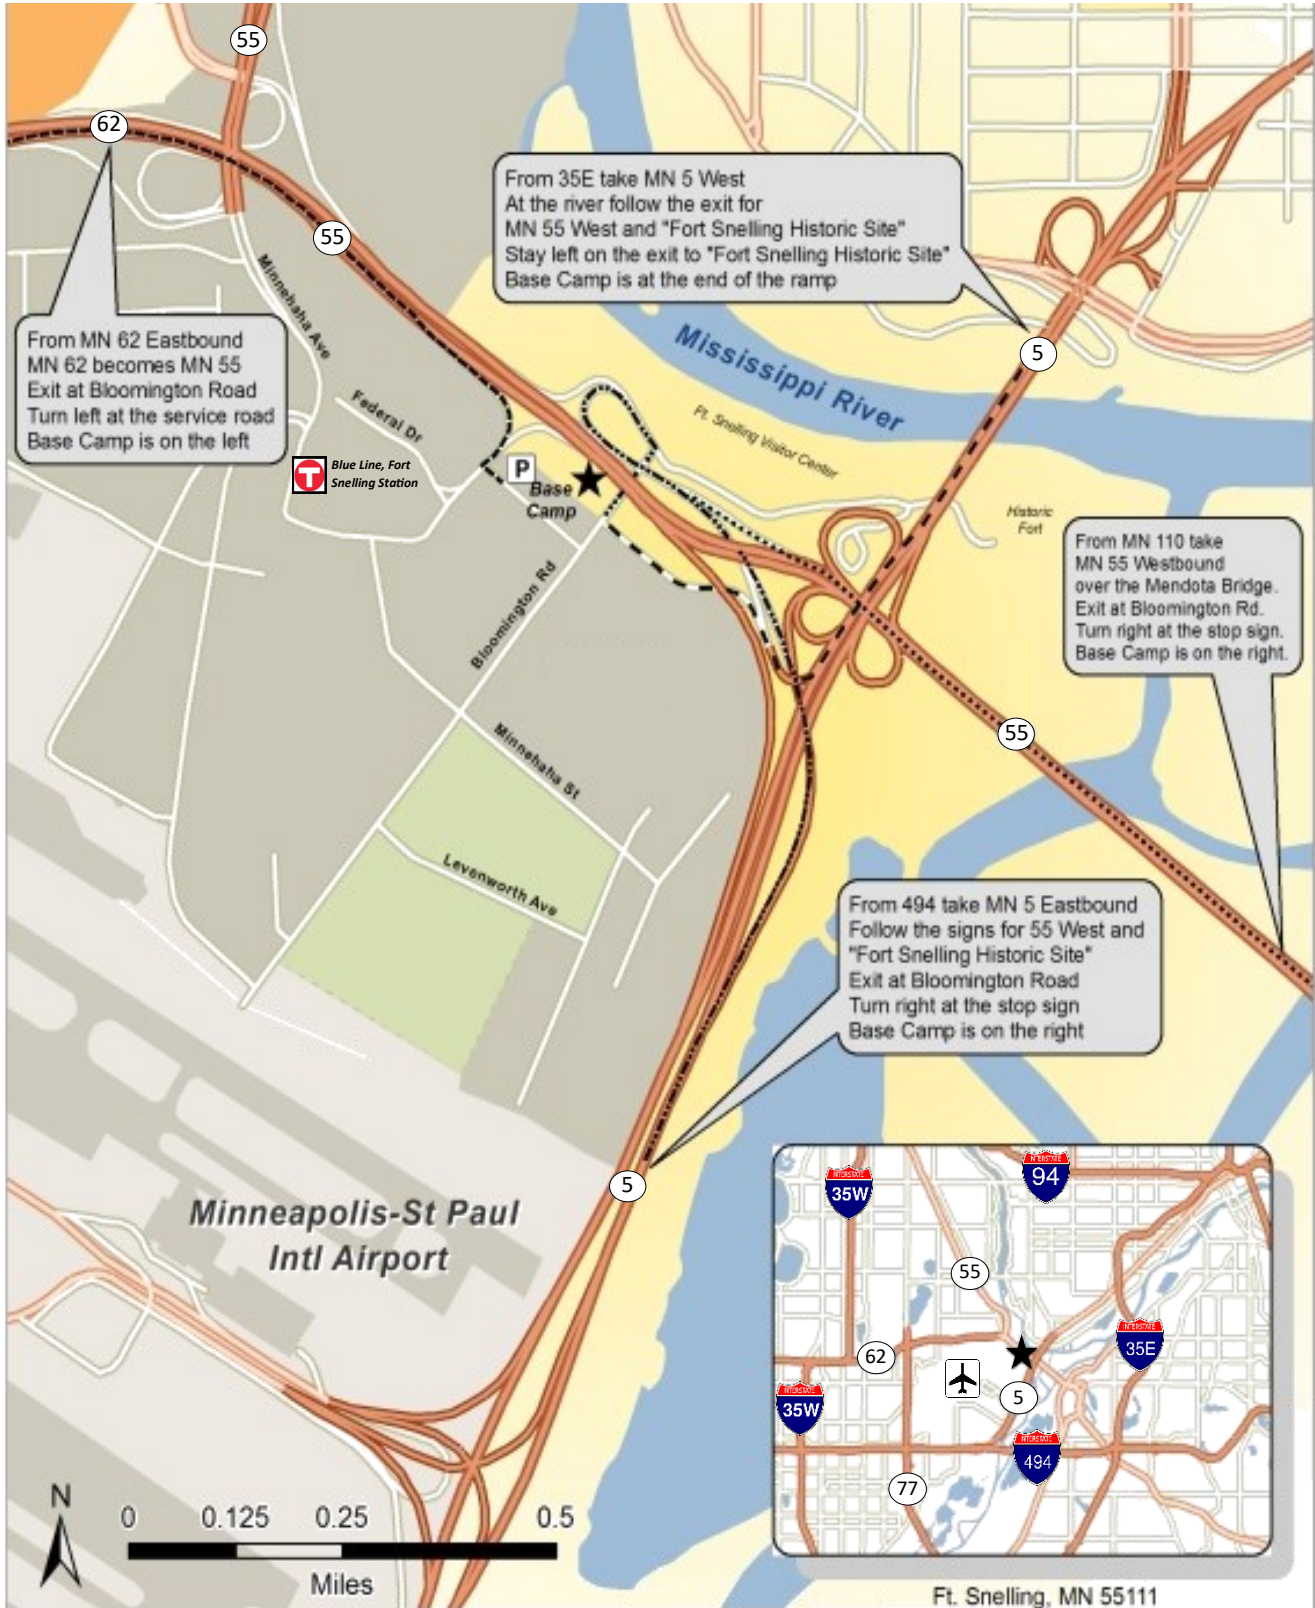 55
62
From 35E take MN 5 West
At the river follow the exit for
MN 55 West and "Fort Snelling Historic Site"
Stay left on the exit to "Fort Snelling Historic Site"
Base Camp is at the end of the ramp
55
Minnehaha Ave
From MN 62 Eastbound
MN 62 becomes MN 55
Exit at Bloomington Road
Turn left at the service road
Base Camp is on the left
Mississippi River
5
Federal Dr
Ft. Snelling Visitor Center
T
Blue Line, Fort
Snelling Station
P
Base
Camp
Historic
Fort
From MN 110 take
MN 55 Westbound
over the Mendota Bridge.
Exit at Bloomington Rd.
Turn right at the stop sign.
Base Camp is on the right.
Bloomington Rd
55
Minnehaha St
Levenworth Ave
From 494 take MN 5 Eastbound
Follow the signs for 55 West and
"Fort Snelling Historic Site"
Exit at Bloomington Road
Turn right at the stop sign
Base Camp is on the right
5
Minneapolis-St Paul
Intl Airport
INTERSTATE
35W
INTERSTATE
94
55
62
INTERSTATE
35E
INTERSTATE
35W
5
INTERSTATE
494
77
N
0 0.125 0.25 0.5
Miles
Ft. Snelling, MN 55111